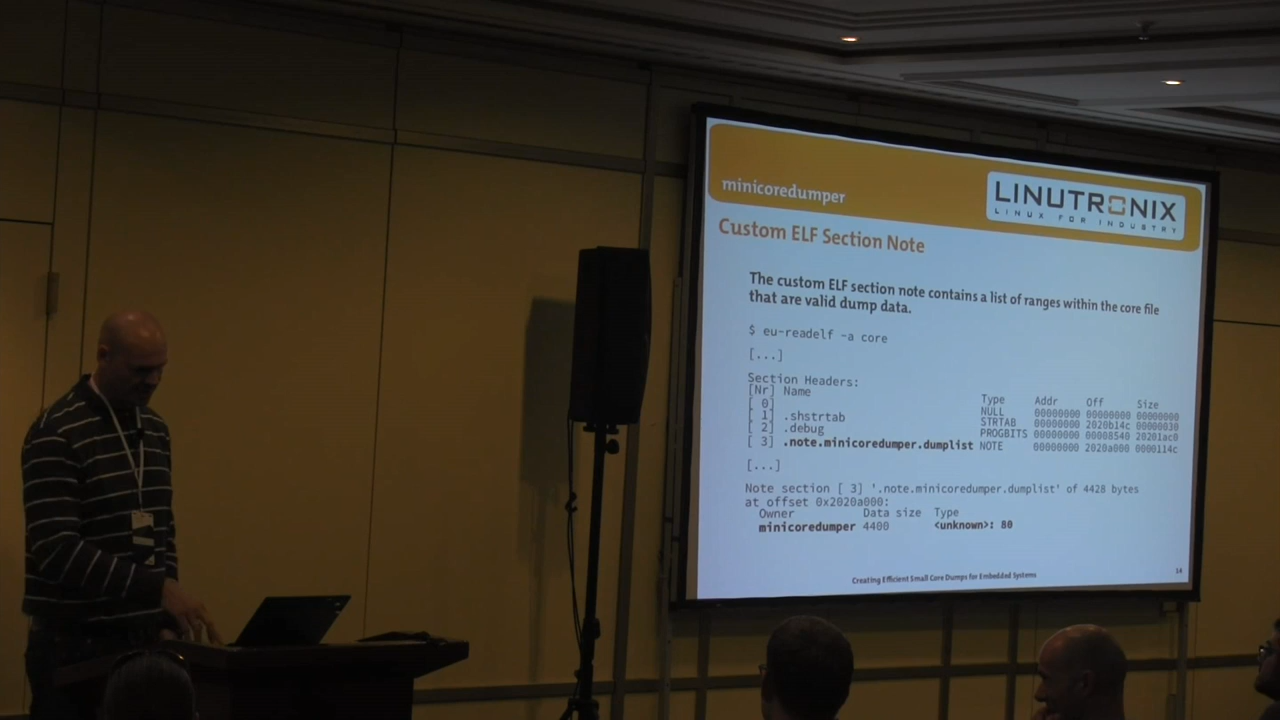 minicoredumper
LINUTRONIX
LINUX FOR INDUSTRY
Custom ELF Section Note
The custom ELF section note contains a list of ranges within the core file
that are valid dump data.
$ eu-readelf -a core
[...]
Section Headers:
[Nr] Name Type Addr Off Size
[ 0] NULL 00000000 00000000 00000000
[ 1] .shstrtab STRTAB 00000000 2020b14c 00000030
[ 2] .debug PROGBITS 00000000 00008540 20201ac0
[ 3] .note.minicoredumper.dumplist NOTE 00000000 2020a000 0000114c
[...]
Note section [ 3] '.note.minicoredumper.dumplist' of 4428 bytes
at offset 0x2020a000:
Owner Data size Type
minicoredumper 4400 <unknown>: 80
Creating Efficient Small Core Dumps for Embedded Systems
14